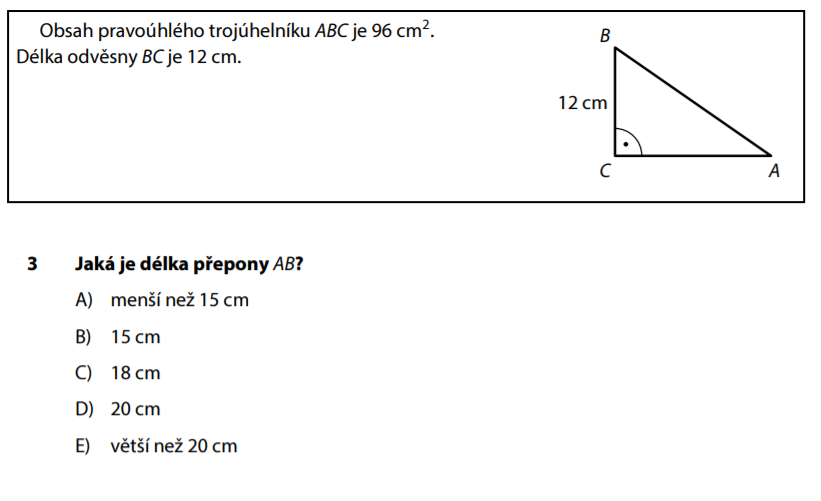 Obsah pravoúhlého trojúhelníku ABC je 96 cm².
Délka odvěsny BC je 12 cm.
B
12 cm
C
A
3 Jaká je délka přepony AB?
A) menší než 15 cm
B) 15 cm
C) 18 cm
D) 20 cm
E) větší než 20 cm